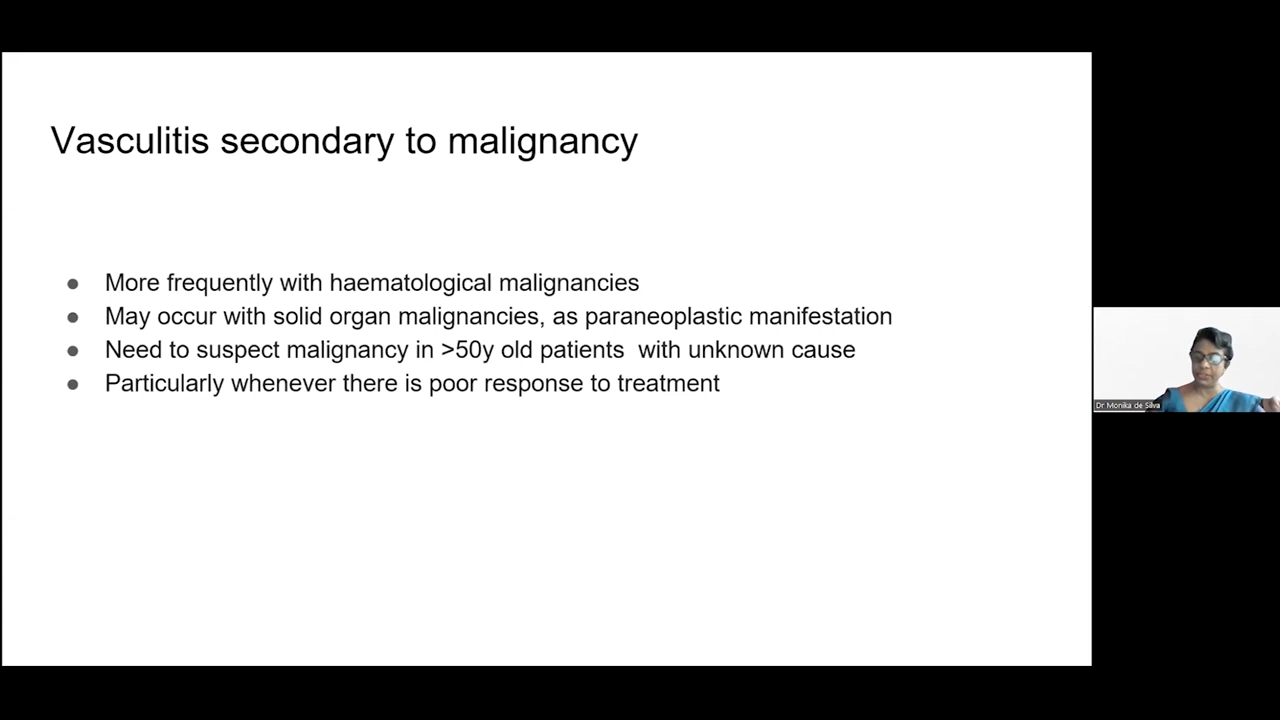 Vasculitis secondary to malignancy
● More frequently with haematological malignancies
● May occur with solid organ malignancies, as paraneoplastic manifestation
● Need to suspect malignancy in >50y old patients with unknown cause
● Particularly whenever there is poor response to treatment
Dr Monika de Silva